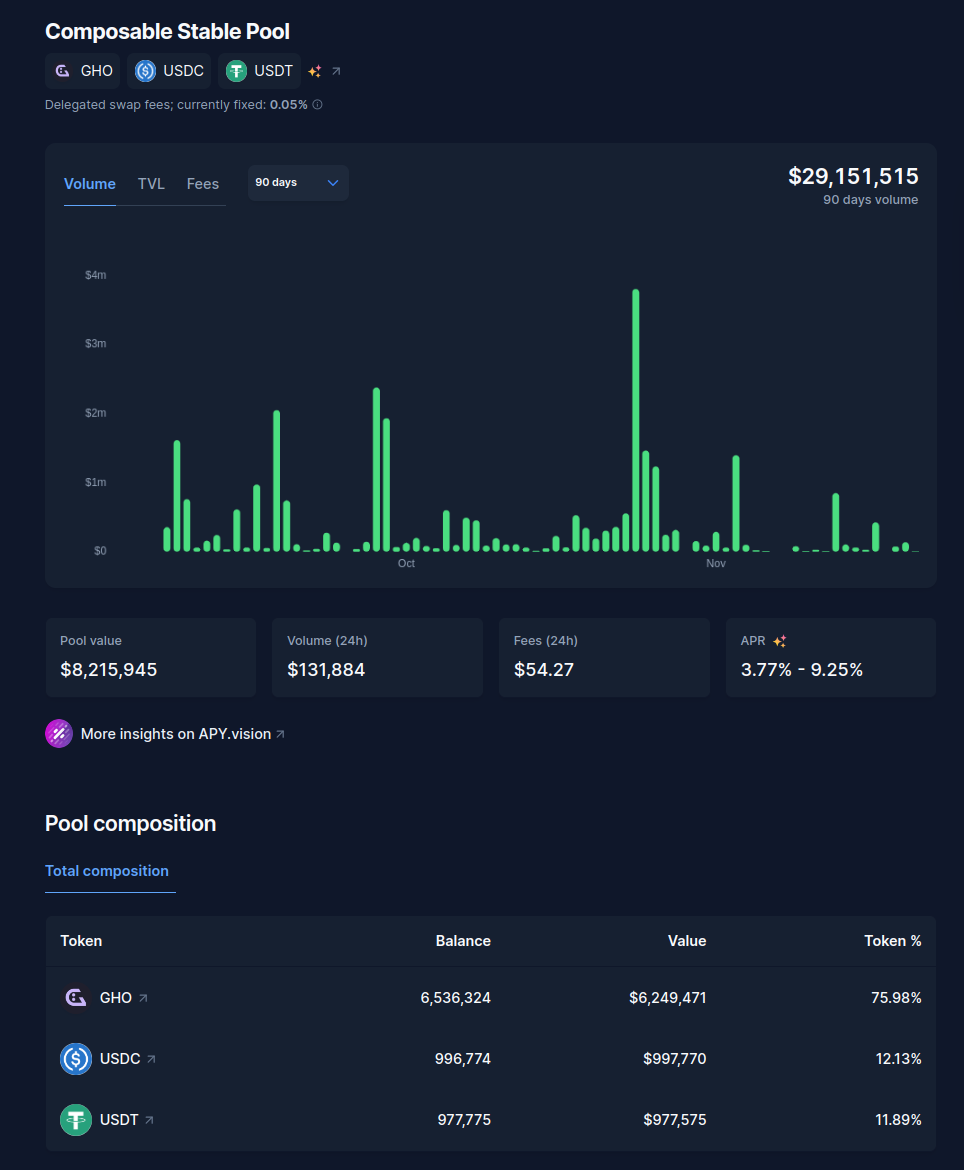 Composable Stable Pool
GHO USDC USDT
Delegated swap fees; currently fixed: 0.05%
Volume TVL Fees 90 days
$29,151,515
90 days volume
$4m
$3m
$2m
$1m
$0
Oct Nov
Pool value Volume (24h) Fees (24h) APR
$8,215,945 $131,884 $54.27 3.77% - 9.25%
More insights on APY.vision
Pool composition
Total composition
Token Balance Value Token %
GHO 6,536,324 $6,249,471 75.98%
USDC 996,774 $997,770 12.13%
USDT 977,775 $977,575 11.89%